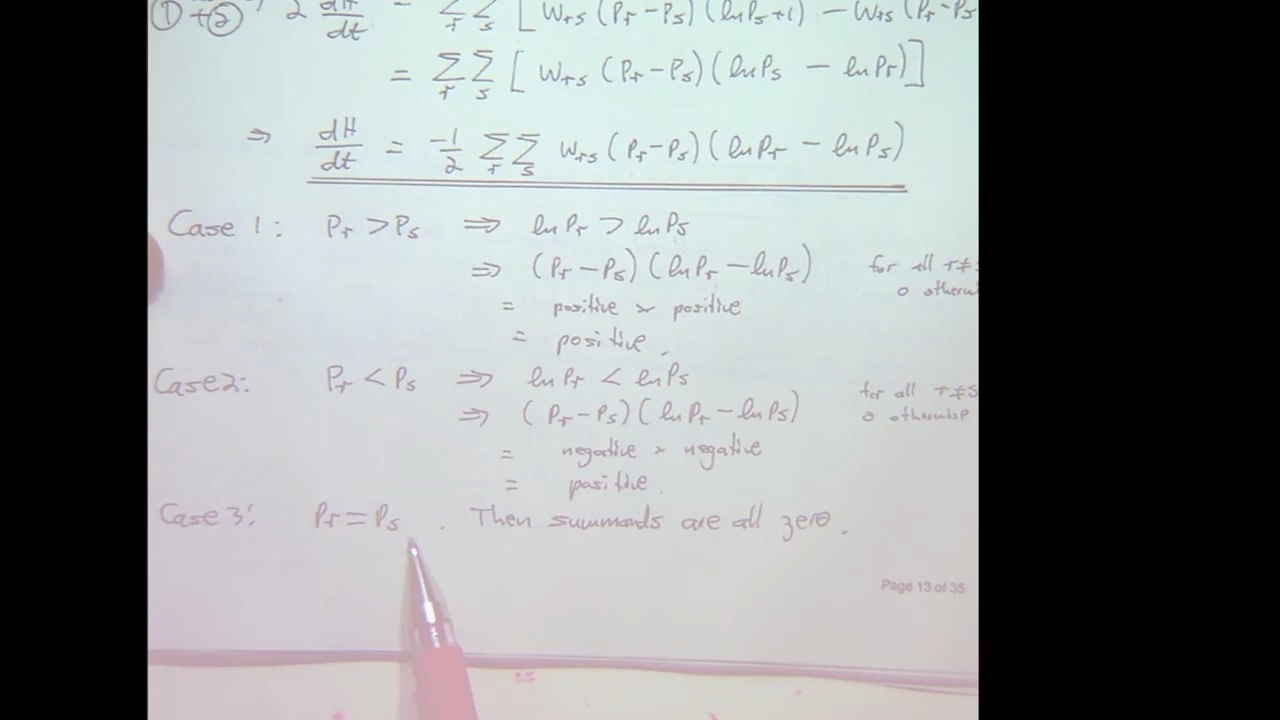 ① + ② 2 dH/dt = Σ_r Σ_s [ W_rs (P_r − P_s)(ln P_s + 1) − W_rs (P_r − P_s
= Σ_r Σ_s [ W_rs (P_r − P_s)(ln P_s − ln P_r) ]
⇒ dH/dt = −1/2 Σ_r Σ_s W_rs (P_r − P_s)(ln P_r − ln P_s)
Case 1: P_r > P_s ⇒ ln P_r > ln P_s
⇒ (P_r − P_s)(ln P_r − ln P_s) for all r ≠ s
0 otherwi
= positive × positive
= positive.
Case 2: P_r < P_s ⇒ ln P_r < ln P_s
⇒ (P_r − P_s)(ln P_r − ln P_s) for all r ≠ s
0 otherwise
= negative × negative
= positive.
Case 3: P_r = P_s . Then summands are all zero.
Page 13 of 35